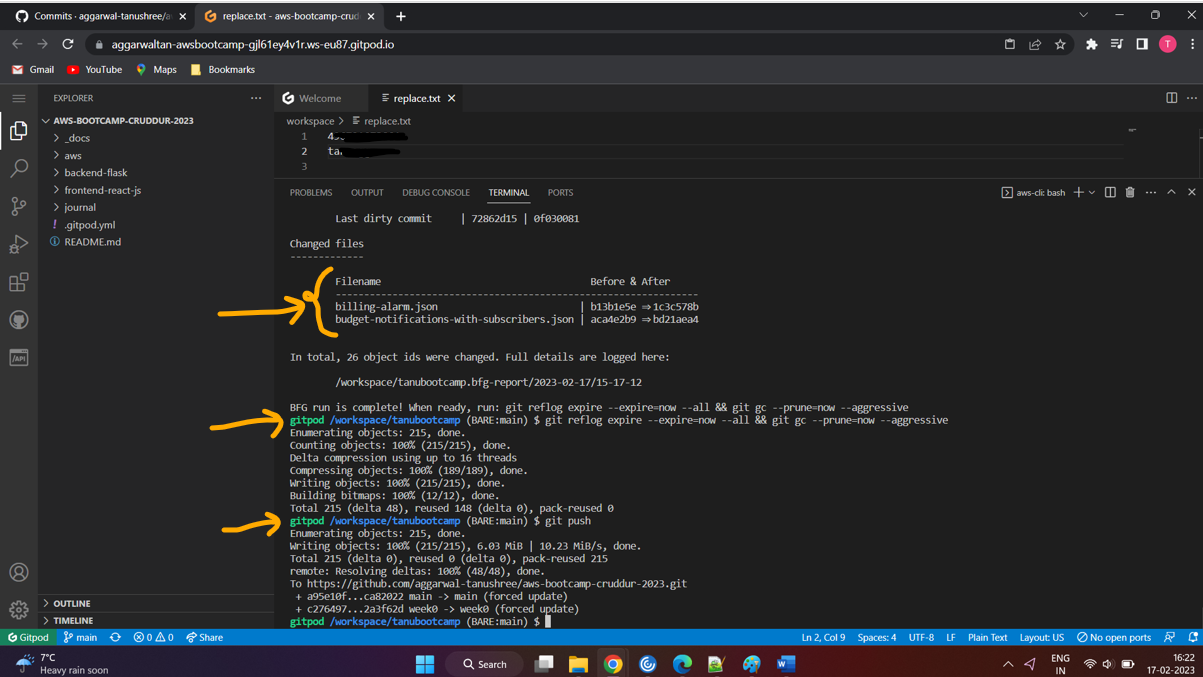 Commits · aggarwal-tanushree/a
replace.txt - aws-bootcamp-crud
aggarwaltan-awsbootcamp-gjl61ey4v1r.ws-eu87.gitpod.io
T
Gmail
YouTube
Maps
Bookmarks
EXPLORER
AWS-BOOTCAMP-CRUDDUR-2023
_docs
aws
backend-flask
frontend-react-js
journal
.gitpod.yml
README.md
OUTLINE
TIMELINE
Welcome
replace.txt
workspace > replace.txt
1
2 ta
3
PROBLEMS OUTPUT DEBUG CONSOLE TERMINAL PORTS
aws-cli: bash
Last dirty commit | 72862d15 | 0f030081
Changed files
-------------
Filename Before & After
----------------------------------------------------------
billing-alarm.json | b13b1e5e ⇒1c3c578b
budget-notifications-with-subscribers.json | aca4e2b9 ⇒bd21aea4
In total, 26 object ids were changed. Full details are logged here:
/workspace/tanubootcamp.bfg-report/2023-02-17/15-17-12
BFG run is complete! When ready, run: git reflog expire --expire=now --all && git gc --prune=now --aggressive
gitpod /workspace/tanubootcamp (BARE:main) $ git reflog expire --expire=now --all && git gc --prune=now --aggressive
Enumerating objects: 215, done.
Counting objects: 100% (215/215), done.
Delta compression using up to 16 threads
Compressing objects: 100% (189/189), done.
Writing objects: 100% (215/215), done.
Building bitmaps: 100% (12/12), done.
Total 215 (delta 48), reused 148 (delta 0), pack-reused 0
gitpod /workspace/tanubootcamp (BARE:main) $ git push
Enumerating objects: 215, done.
Writing objects: 100% (215/215), 6.03 MiB | 10.23 MiB/s, done.
Total 215 (delta 0), reused 0 (delta 0), pack-reused 215
remote: Resolving deltas: 100% (48/48), done.
To https://github.com/aggarwal-tanushree/aws-bootcamp-cruddur-2023.git
+ a95e10f...ca82022 main -> main (forced update)
+ c276497...2a3f62d week0 -> week0 (forced update)
gitpod /workspace/tanubootcamp (BARE:main) $
Gitpod
main
0 0
Share
Ln 2, Col 9
Spaces: 4
UTF-8
LF
Plain Text
Layout: US
No open ports
7°C
Heavy rain soon
Search
ENG
IN
16:22
17-02-2023